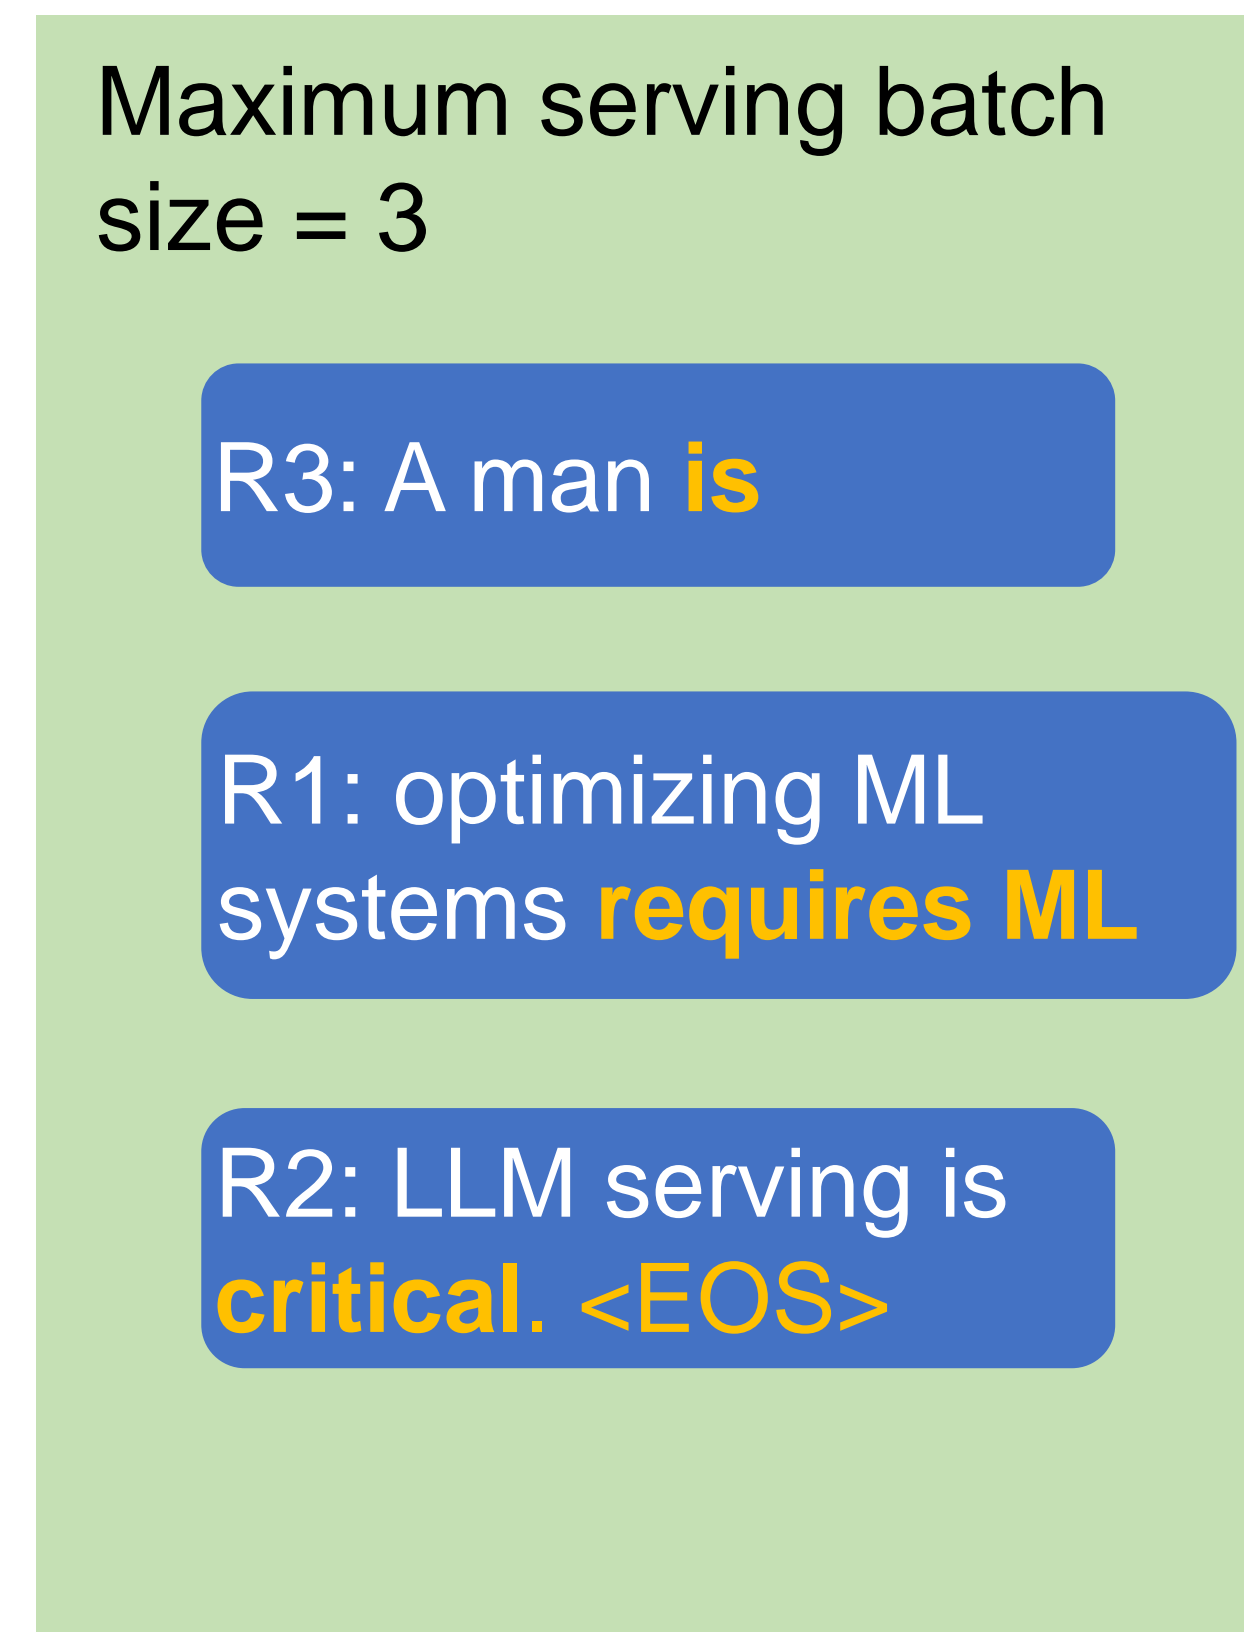 Maximum serving batch
size = 3
R3: A man is
R1: optimizing ML
systems requires ML
R2: LLM serving is
critical. <EOS>